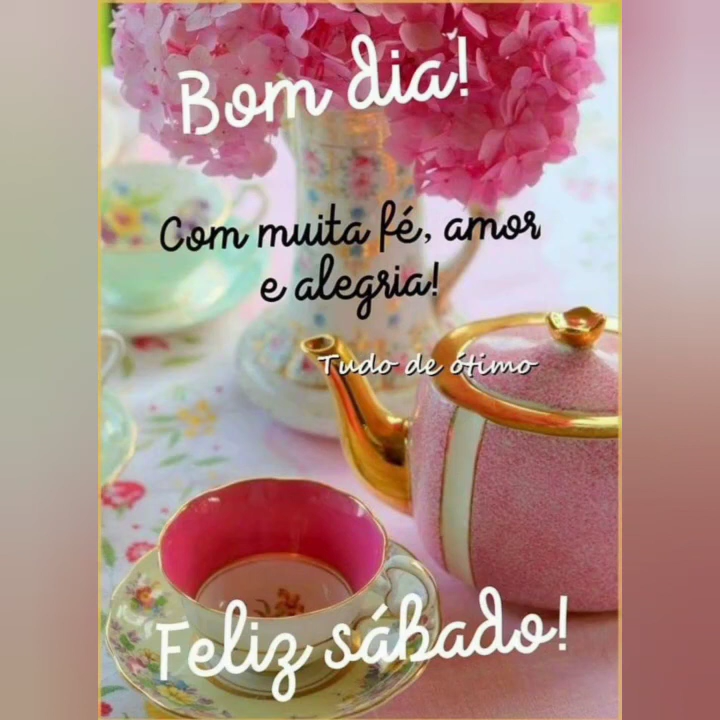 Bom dia!
Com muita fé, amor
e alegria!
Tudo de ótimo
Feliz sábado!